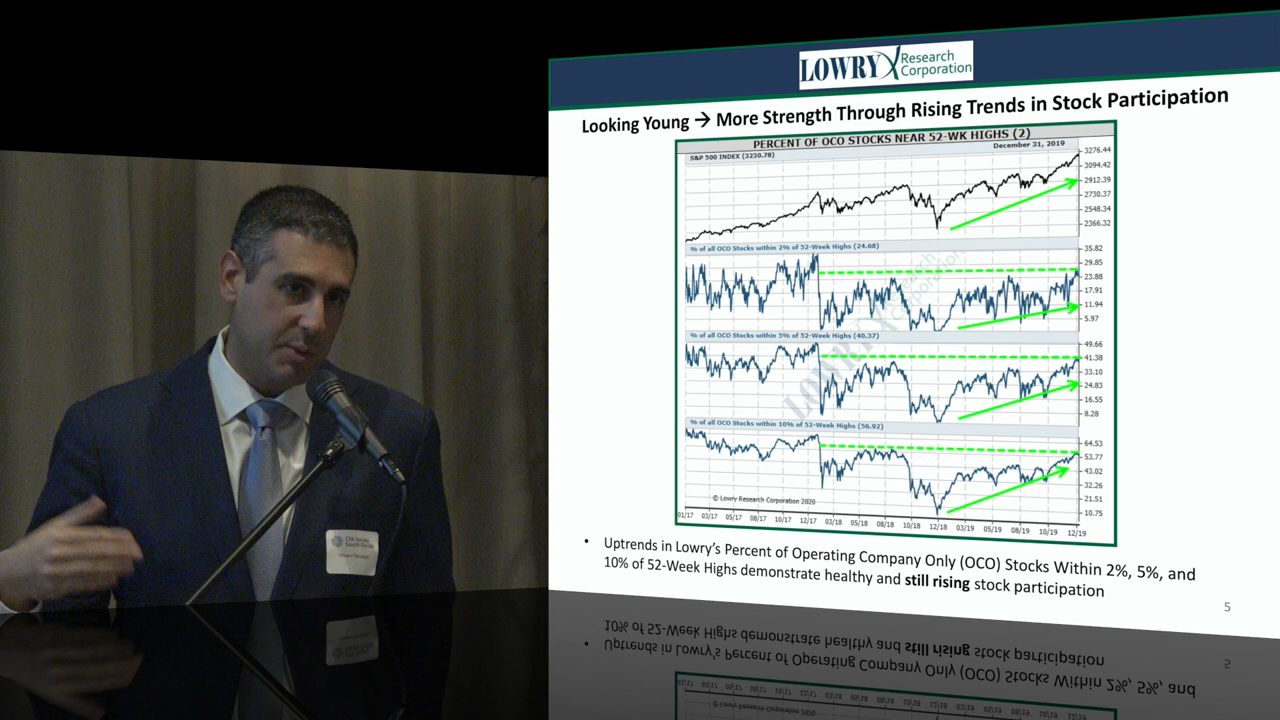 LOWRY Research
Corporation
Looking Young → More Strength Through Rising Trends in Stock Participation
PERCENT OF OCO STOCKS NEAR 52-WK HIGHS (2)
S&P 500 INDEX (3230.78)
December 31, 2019
3276.44
3094.42
2912.39
2730.37
2548.34
2366.32
% of all OCO Stocks within 2% of 52-Week Highs (24.68)
35.82
29.85
23.88
17.91
11.94
5.97
% of all OCO Stocks within 5% of 52-Week Highs (40.37)
49.66
41.38
33.10
24.83
16.55
8.28
% of all OCO Stocks within 10% of 52-Week Highs (56.92)
64.53
53.77
43.02
32.26
21.51
10.75
LOWRY Research
Corporation
© Lowry Research Corporation 2020
01/17 03/17 05/17 08/17 10/17 12/17 03/18 05/18 08/18 10/18 12/18 03/19 05/19 08/19 10/19 12/19
• Uptrends in Lowry's Percent of Operating Company Only (OCO) Stocks Within 2%, 5%, and
10% of 52-Week Highs demonstrate healthy and still rising stock participation
5
CFA Society
South Florida